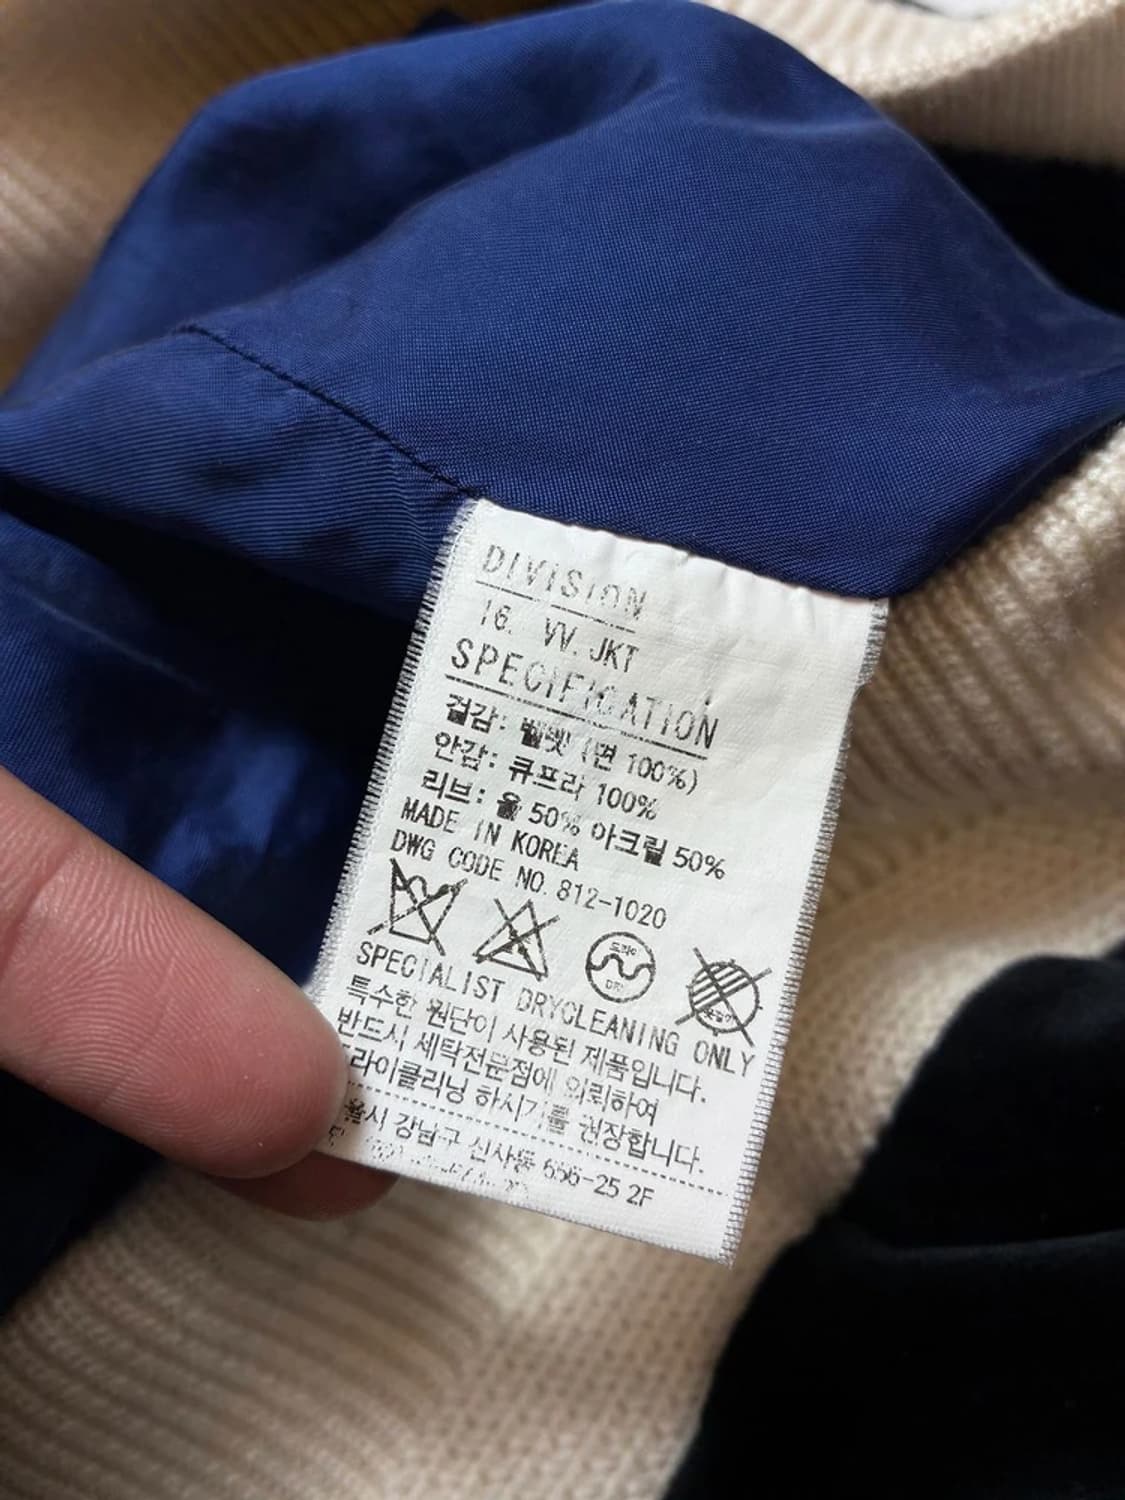 DIVISION
16. VV. JKT
SPECIFICATION
겉감: 벨벳 (면 100%)
안감: 큐프라 100%
리브: 울 50% 아크릴 50%
MADE IN KOREA
DWG CODE NO. 812-1020
드라이
SPECIALIST DRYCLEANING ONLY
특수한 원단이 사용된 제품입니다.
반드시 세탁전문점에 의뢰하여
드라이클리닝 하시기를 권장합니다.
강남구 신사동 656-25 2F